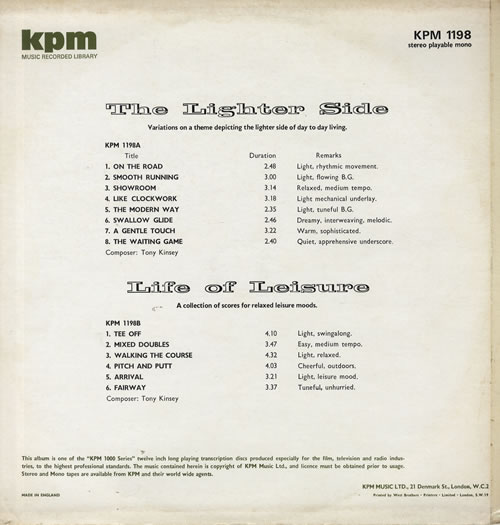 kpm
MUSIC RECORDED LIBRARY
KPM 1198
stereo playable mono
The Lighter Side
Variations on a theme depicting the lighter side of day to day living.
KPM 1198A
Title Duration Remarks
1. ON THE ROAD 2.48 Light, rhythmic movement.
2. SMOOTH RUNNING 3.00 Light, flowing B.G.
3. SHOWROOM 3.14 Relaxed, medium tempo.
4. LIKE CLOCKWORK 3.18 Light mechanical underlay.
5. THE MODERN WAY 2.35 Light, tuneful B.G.
6. SWALLOW GLIDE 2.46 Dreamy, interweaving, melodic.
7. A GENTLE TOUCH 3.22 Warm, sophisticated.
8. THE WAITING GAME 2.40 Quiet, apprehensive underscore.
Composer: Tony Kinsey
Life of Leisure
A collection of scores for relaxed leisure moods.
KPM 1198B
1. TEE OFF 4.10 Light, swingalong.
2. MIXED DOUBLES 3.47 Easy, medium tempo.
3. WALKING THE COURSE 4.32 Light, relaxed.
4. PITCH AND PUTT 4.03 Cheerful, outdoors.
5. ARRIVAL 3.21 Light, leisure mood.
6. FAIRWAY 3.37 Tuneful, unhurried.
Composer: Tony Kinsey
This album is one of the "KPM 1000 Series" twelve inch long playing transcription discs produced especially for the film, television and radio indus-
tries, to the highest professional standards. The music contained herein is copyright of KPM Music Ltd., and licence must be obtained prior to usage.
Stereo and Mono tapes are available from KPM and their world wide agents.
KPM MUSIC LTD., 21 Denmark St., London, W.C.2
MADE IN ENGLAND
Printed by West Brothers - Printers - Limited - London, S.W.19